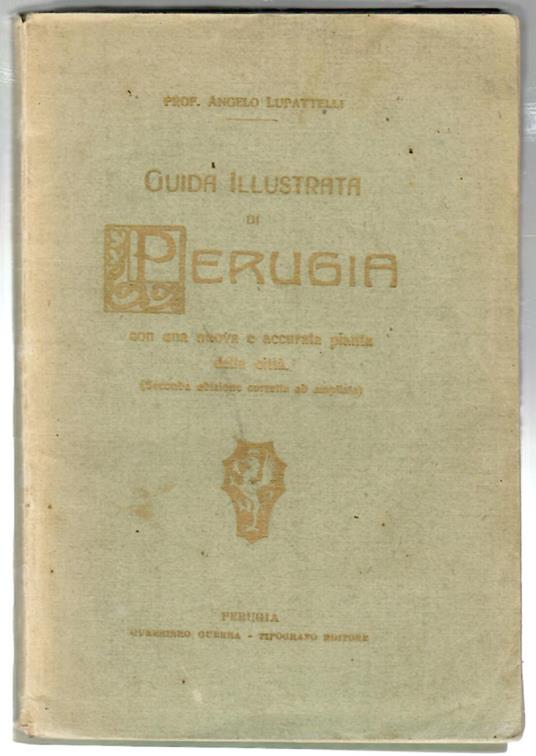 PROF. ANGELO LUPATTELLI
GUIDA ILLUSTRATA
DI
PERUGIA
con una nuova e accurata pianta
della città.
(Seconda edizione corretta ed ampliata)
PERUGIA
GUERRIERO GUERRA - TIPOGRAFO EDITORE